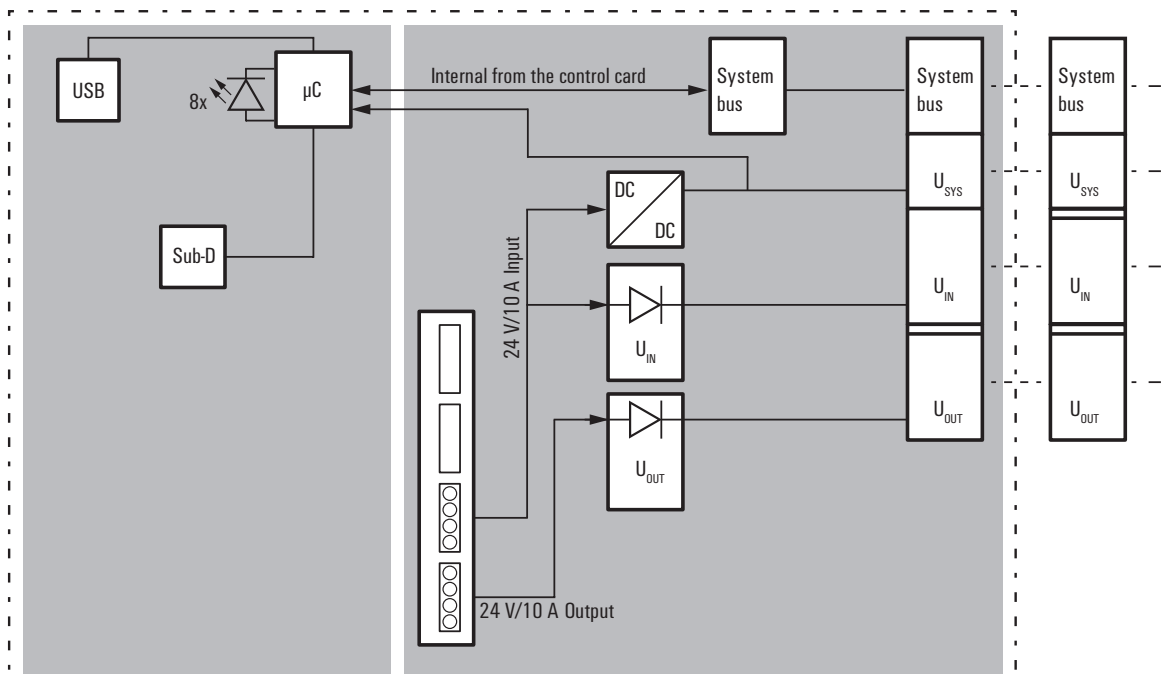 USB
8x
µC
Internal from the control card
System
bus
System
bus
System
bus
DC
DC
U_SYS
U_SYS
Sub-D
24 V/10 A Input
U_IN
U_IN
U_IN
U_OUT
U_OUT
U_OUT
24 V/10 A Output